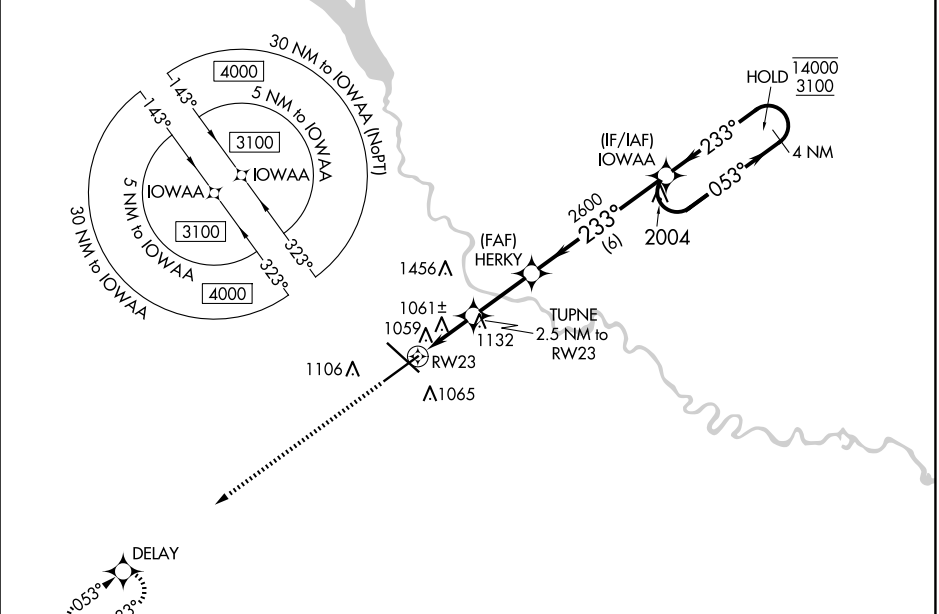 30 NM to IOWAA (NoPT)
4000
143°
5 NM to IOWAA
3100
IOWAA
323°
143°
IOWAA
5 NM to IOWAA
3100
30 NM to IOWAA
4000
323°
HOLD
14000
3100
4 NM
233°
053°
(IF/IAF)
IOWAA
2004
2600
233°
(6)
(FAF)
HERKY
1456
1061±
1059
TUPNE
2.5 NM to
RW23
1132
RW23
1106
1065
DELAY
053°